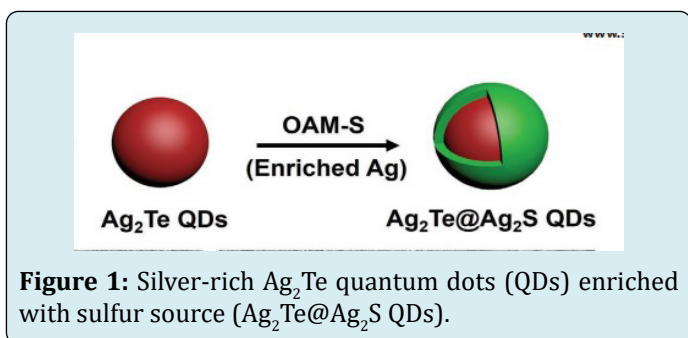 www.
OAM-S
(Enriched Ag)
Ag₂Te QDs
Ag₂Te@Ag₂S QDs
Figure 1: Silver-rich Ag₂Te quantum dots (QDs) enriched
with sulfur source (Ag₂Te@Ag₂S QDs).